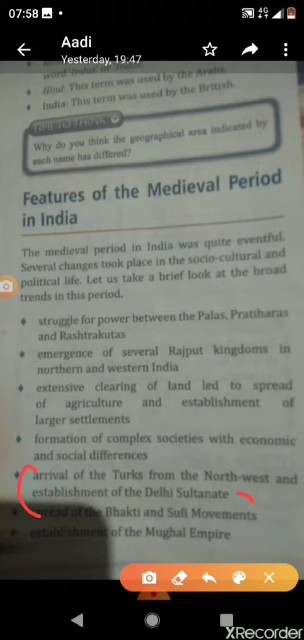 07:58
4G
Aadi
Yesterday, 19:47
word
Hind: This term was used by the Arabs.
India: This term was used by the British.
TIME TO THINK
Why do you think the geographical area indicated by
each name has differed?
Features of the Medieval Period
in India
The medieval period in India was quite eventful.
Several changes took place in the socio-cultural and
political life. Let us take a brief look at the broad
trends in this period.
struggle for power between the Palas, Pratiharas
and Rashtrakutas
emergence of several Rajput kingdoms in
northern and western India
extensive clearing of land led to spread
of agriculture and establishment of
larger settlements
formation of complex societies with economic
and social differences
arrival of the Turks from the North-west and
establishment of the Delhi Sultanate
spread of the Bhakti and Sufi Movements
establishment of the Mughal Empire
XRecorder